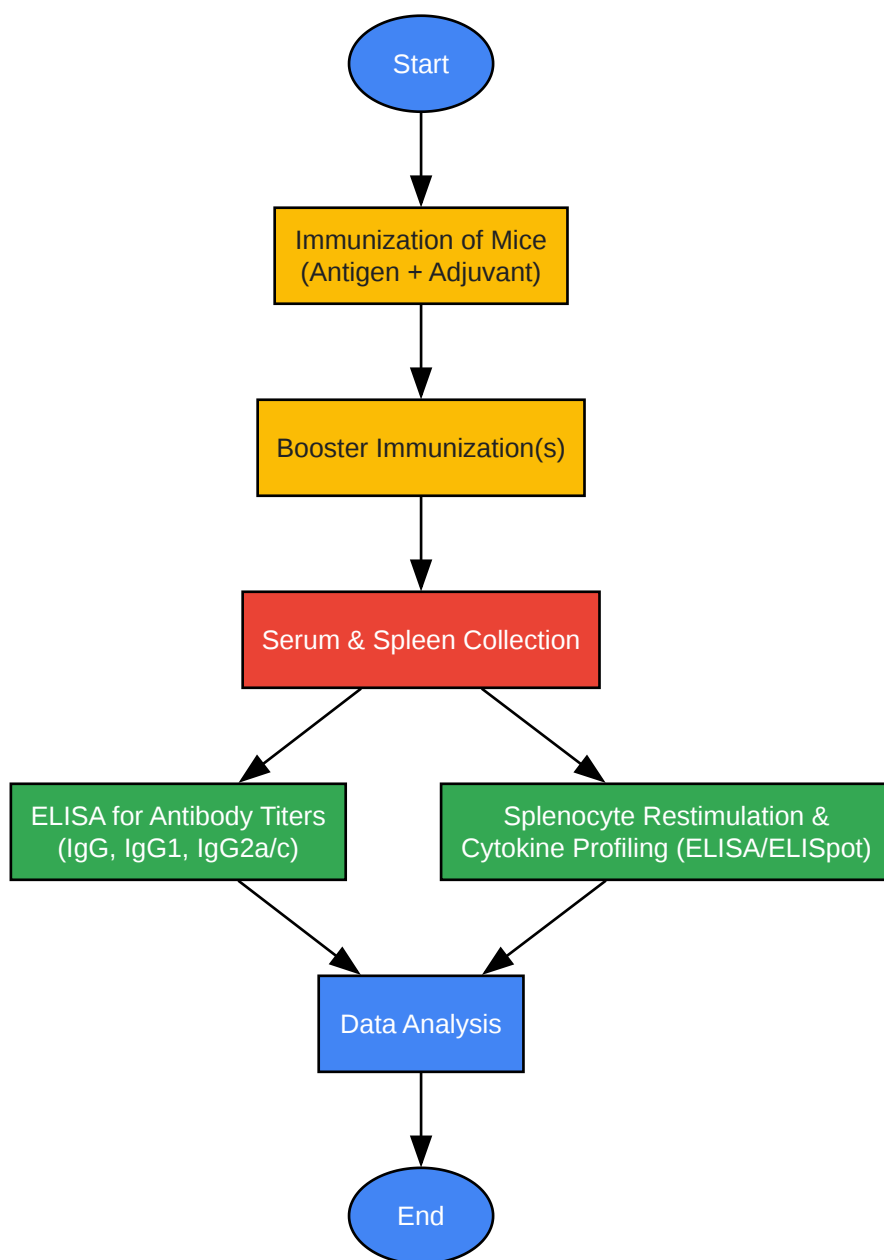 Start
Immunization of Mice
(Antigen + Adjuvant)
Booster Immunization(s)
Serum & Spleen Collection
ELISA for Antibody Titers
(IgG, IgG1, IgG2a/c)
Splenocyte Restimulation &
Cytokine Profiling (ELISA/ELISpot)
Data Analysis
End